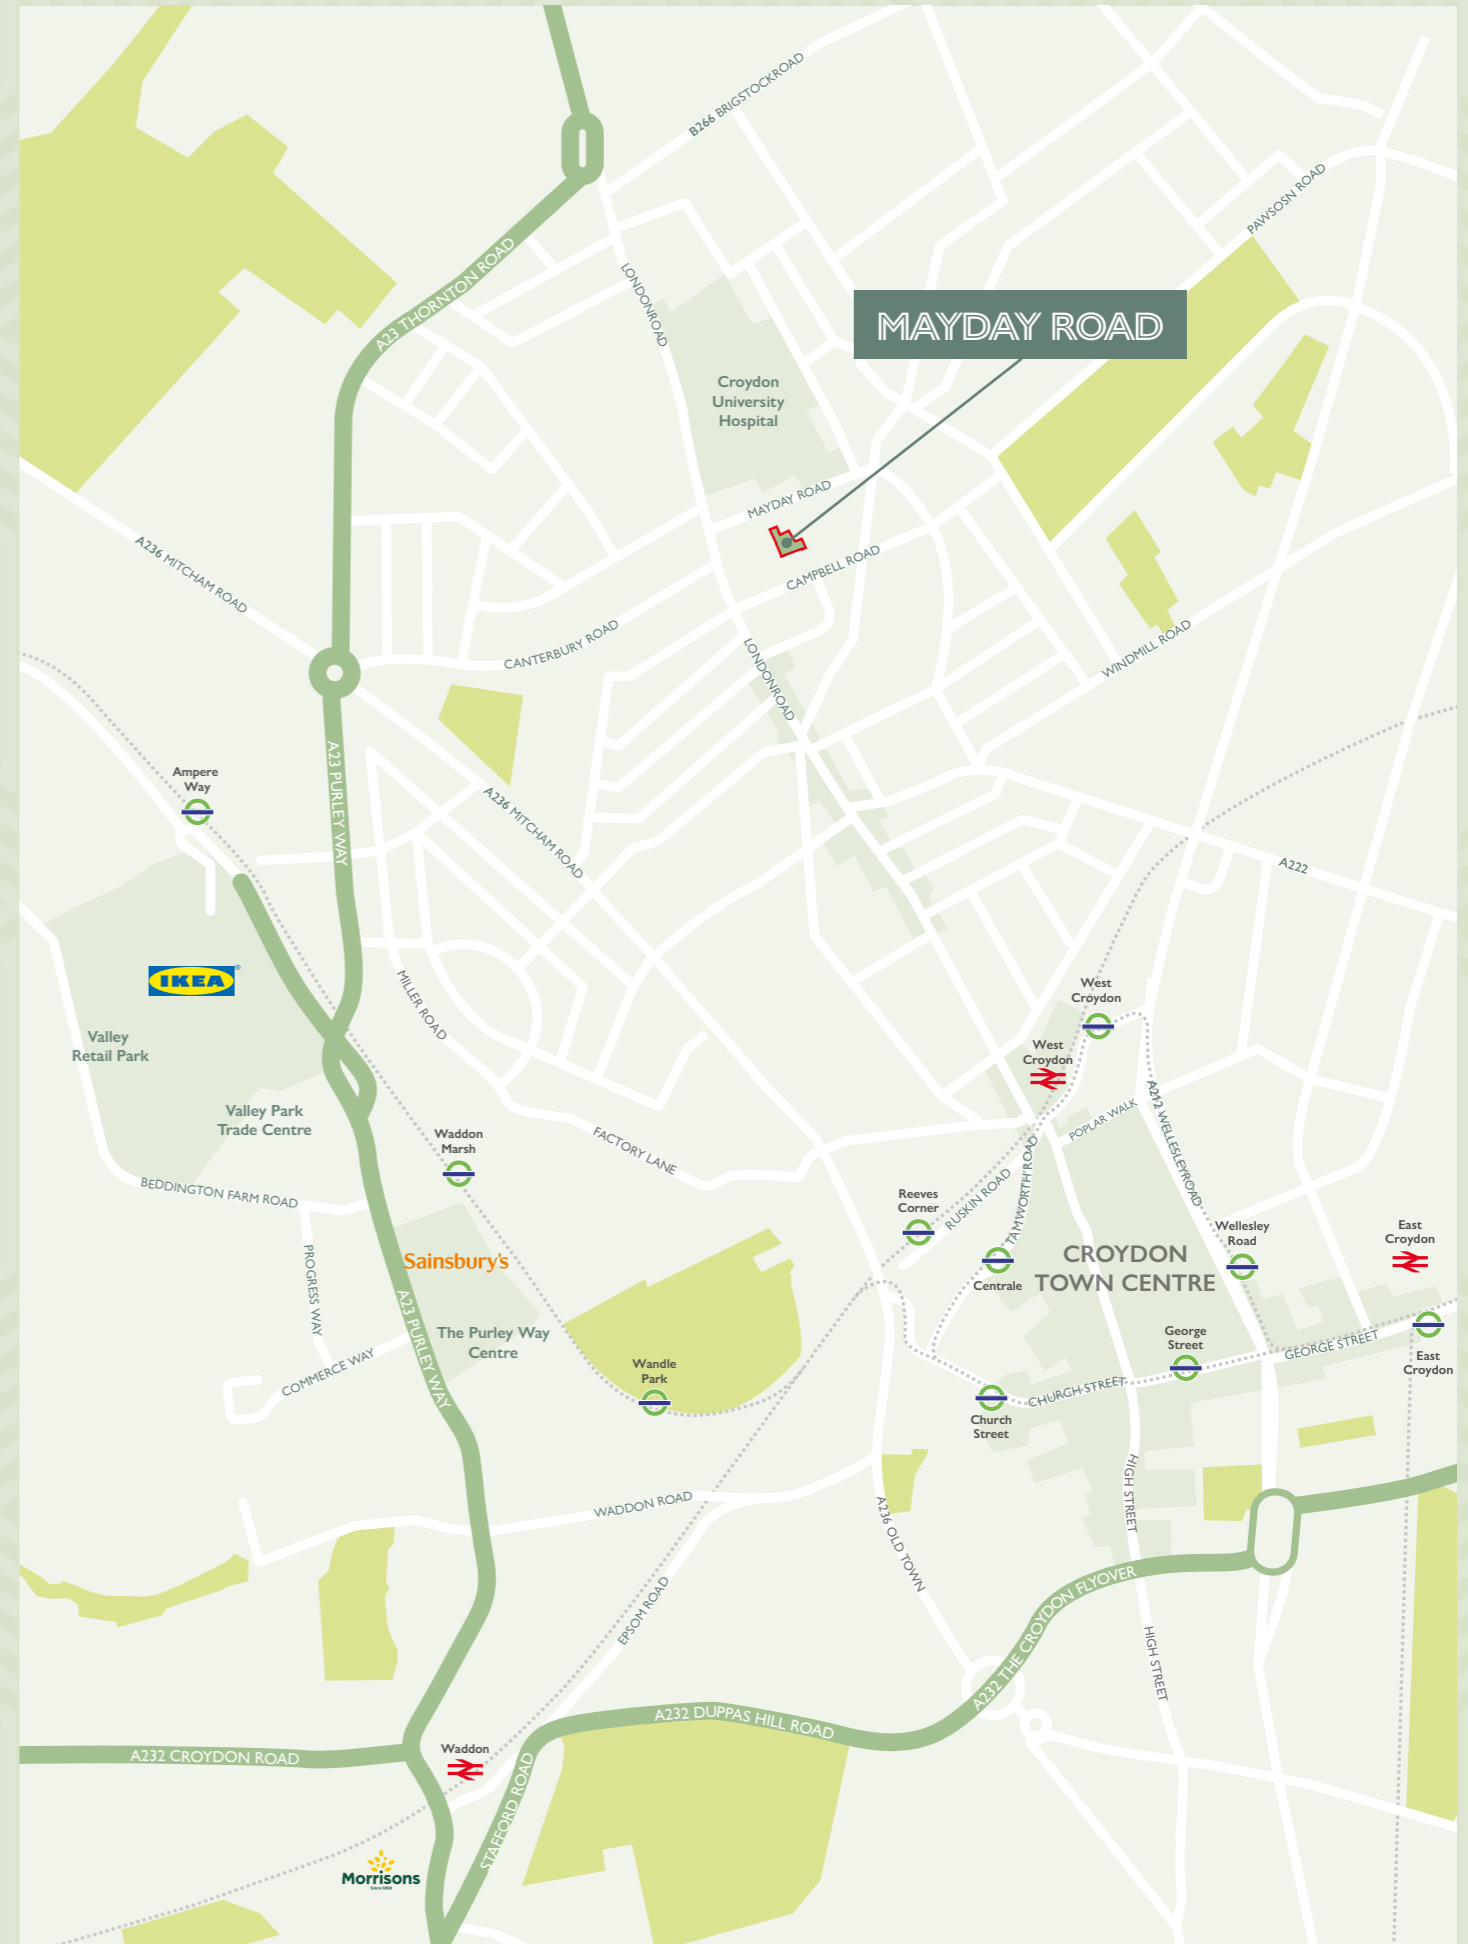 B266 BRIGSTOCKROAD
PAWSOSN ROAD
A23 THORNTON ROAD
LONDONROAD
MAYDAY ROAD
Croydon
University
Hospital
MAYDAY ROAD
CAMPBELL ROAD
A236 MITCHAM ROAD
CANTERBURY ROAD
WINDMILL ROAD
LONDONROAD
Ampere
Way
A23 PURLEY WAY
A236 MITCHAM ROAD
A222
IKEA
®
MILLER ROAD
West
Croydon
Valley
Retail Park
West
Croydon
Valley Park
Trade Centre
POPLAR WALK
A212 WELLESLEYROAD
Waddon
Marsh
FACTORY LANE
BEDDINGTON FARM ROAD
RUSKIN ROAD
TAMWORTH ROAD
Reeves
Corner
Wellesley
Road
East
Croydon
Sainsbury's
CROYDON
TOWN CENTRE
Centrale
PROGRESS WAY
A23 PURLEY WAY
The Purley Way
Centre
George
Street
GEORGE STREET
East
Croydon
COMMERCE WAY
Wandle
Park
CHURCH STREET
Church
Street
WADDON ROAD
HIGH STREET
A236 OLD TOWN
EPSOM ROAD
A232 THE CROYDON FLYOVER
HIGH STREET
A232 DUPPAS HILL ROAD
A232 CROYDON ROAD
Waddon
STAFFORD ROAD
Morrisons
Since 1899